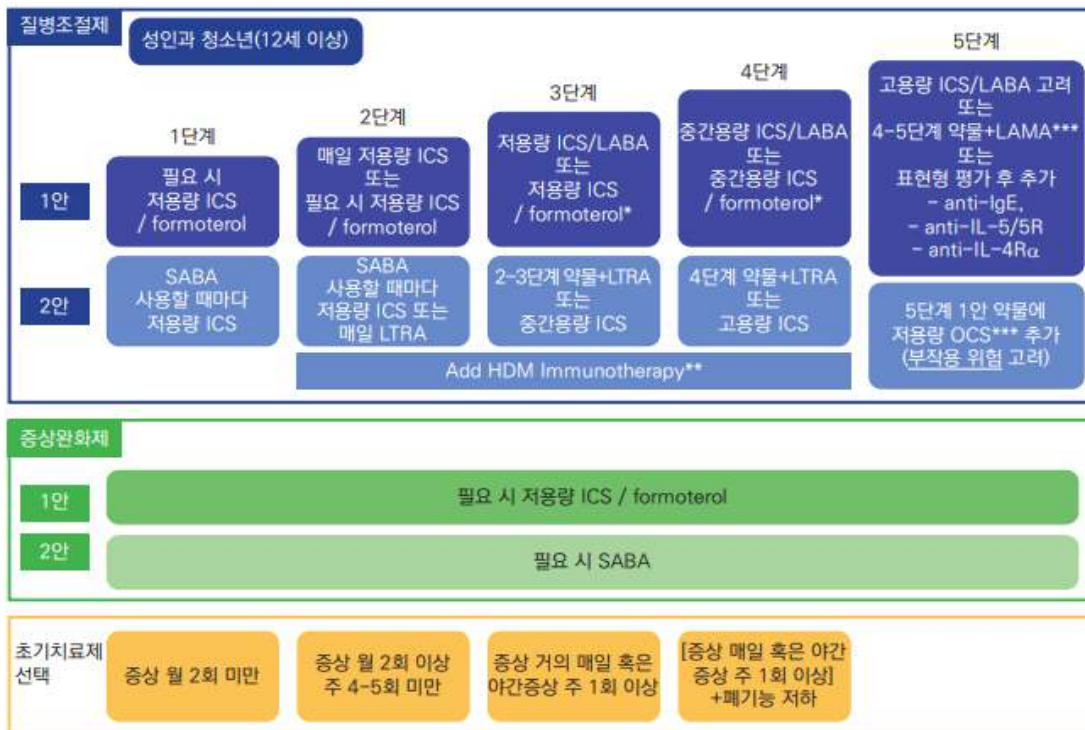 질병조절제
성인과 청소년(12세 이상)
1단계
2단계
3단계
4단계
5단계
1안
필요 시
저용량 ICS
/ formoterol
매일 저용량 ICS
또는
필요 시 저용량 ICS
/ formoterol
저용량 ICS/LABA
또는
저용량 ICS
/ formoterol*
중간용량 ICS/LABA
또는
중간용량 ICS
/ formoterol*
고용량 ICS/LABA 고려
또는
4-5단계 약물+LAMA***
또는
표현형 평가 후 추가
- anti-IgE,
- anti-IL-5/5R
- anti-IL-4Rα
2안
SABA
사용할 때마다
저용량 ICS
SABA
사용할 때마다
저용량 ICS 또는
매일 LTRA
2-3단계 약물+LTRA
또는
중간용량 ICS
4단계 약물+LTRA
또는
고용량 ICS
5단계 1안 약물에
저용량 OCS*** 추가
(부작용 위험 고려)
Add HDM Immunotherapy**
증상완화제
1안
필요 시 저용량 ICS / formoterol
2안
필요 시 SABA
초기치료제
선택
증상 월 2회 미만
증상 월 2회 이상
주 4-5회 미만
증상 거의 매일 혹은
야간증상 주 1회 이상
[증상 매일 혹은 야간
증상 주 1회 이상]
+폐기능 저하